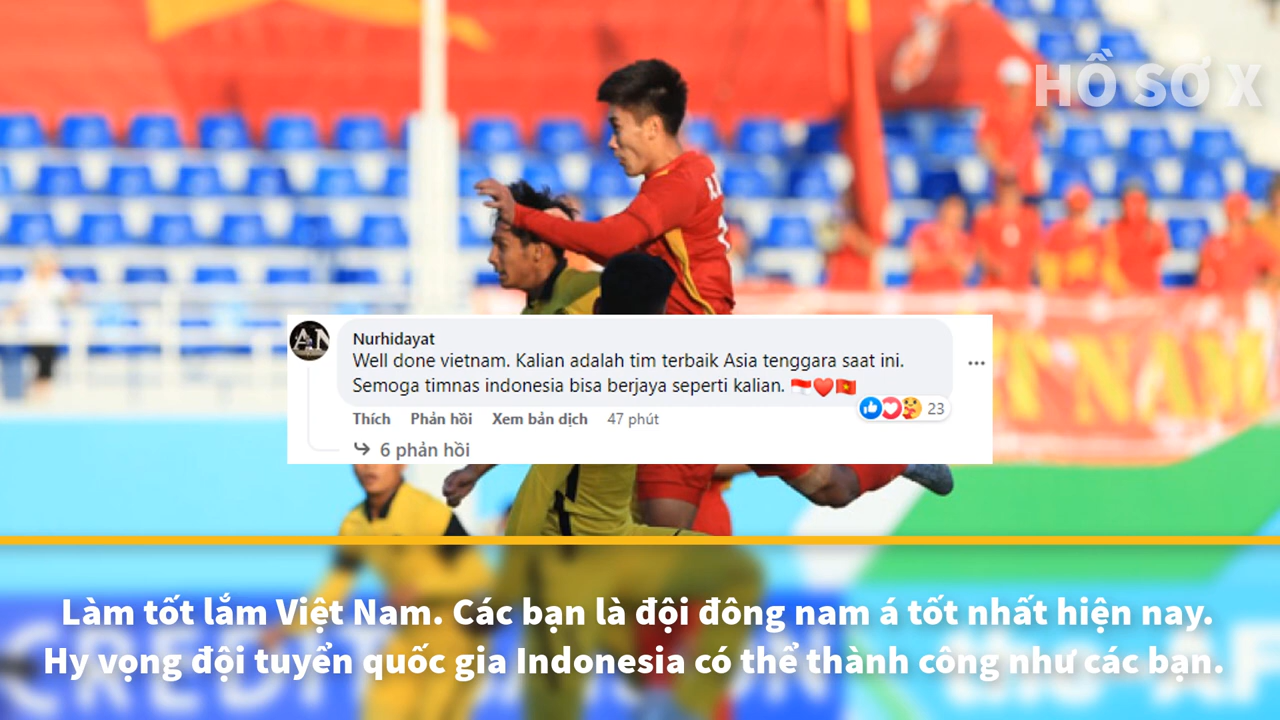 HỒ SƠ X
Nurhidayat
Well done vietnam. Kalian adalah tim terbaik Asia tenggara saat ini.
Semoga timnas indonesia bisa berjaya seperti kalian. 🇮🇩❤️🇻🇳
Thích Phản hồi Xem bản dịch 47 phút
23
6 phản hồi
Làm tốt lắm Việt Nam. Các bạn là đội đông nam á tốt nhất hiện nay.
Hy vọng đội tuyển quốc gia Indonesia có thể thành công như các bạn.